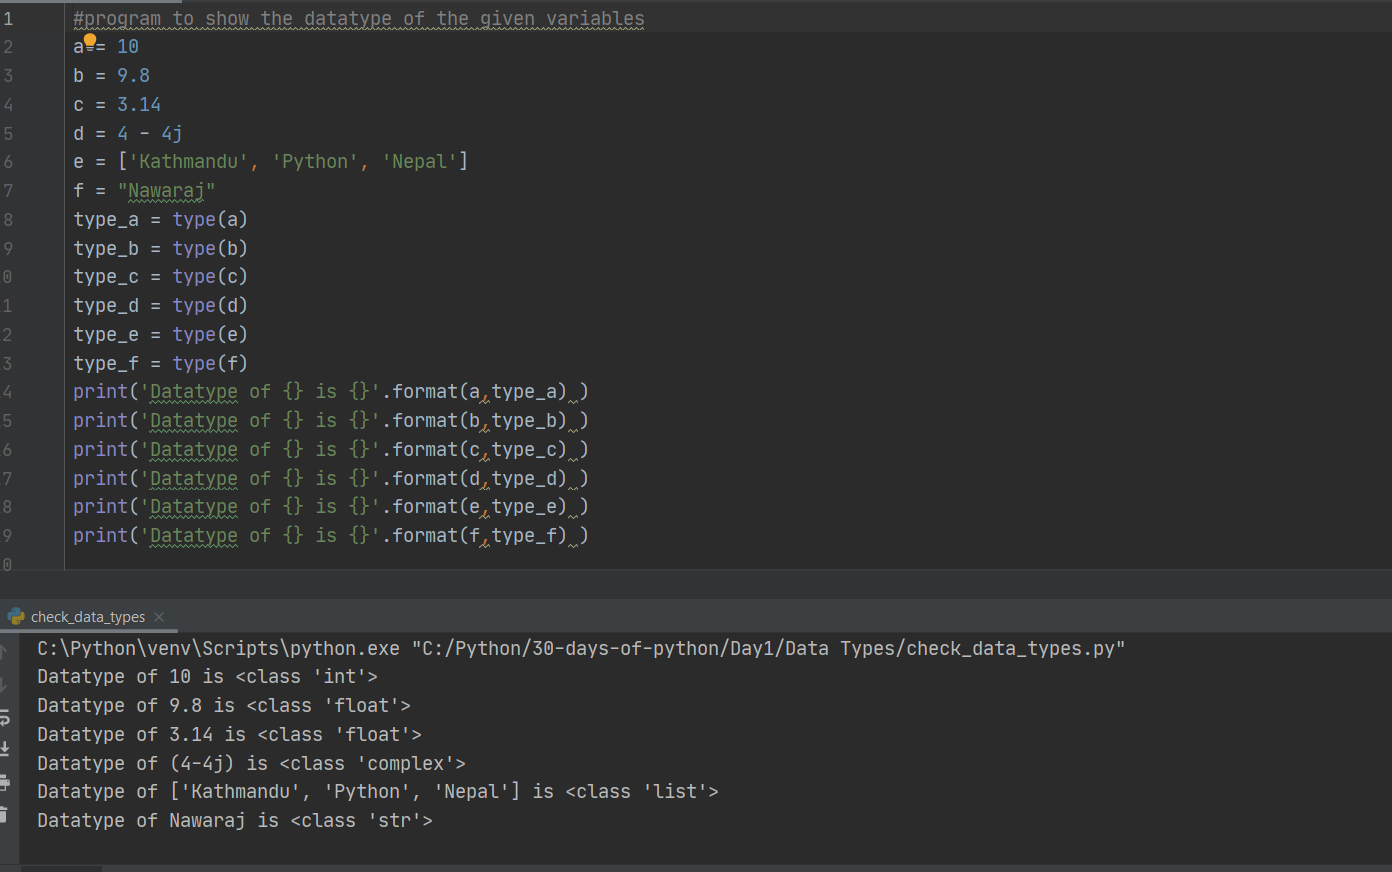 1 #program to show the datatype of the given variables
2 a = 10
3 b = 9.8
4 c = 3.14
5 d = 4 - 4j
6 e = ['Kathmandu', 'Python', 'Nepal']
7 f = "Nawaraj"
8 type_a = type(a)
9 type_b = type(b)
0 type_c = type(c)
1 type_d = type(d)
2 type_e = type(e)
3 type_f = type(f)
4 print('Datatype of {} is {}'.format(a,type_a) )
5 print('Datatype of {} is {}'.format(b,type_b) )
6 print('Datatype of {} is {}'.format(c,type_c) )
7 print('Datatype of {} is {}'.format(d,type_d) )
8 print('Datatype of {} is {}'.format(e,type_e) )
9 print('Datatype of {} is {}'.format(f,type_f) )
0
check_data_types
C:\Python\venv\Scripts\python.exe "C:/Python/30-days-of-python/Day1/Data Types/check_data_types.py"
Datatype of 10 is <class 'int'>
Datatype of 9.8 is <class 'float'>
Datatype of 3.14 is <class 'float'>
Datatype of (4-4j) is <class 'complex'>
Datatype of ['Kathmandu', 'Python', 'Nepal'] is <class 'list'>
Datatype of Nawaraj is <class 'str'>